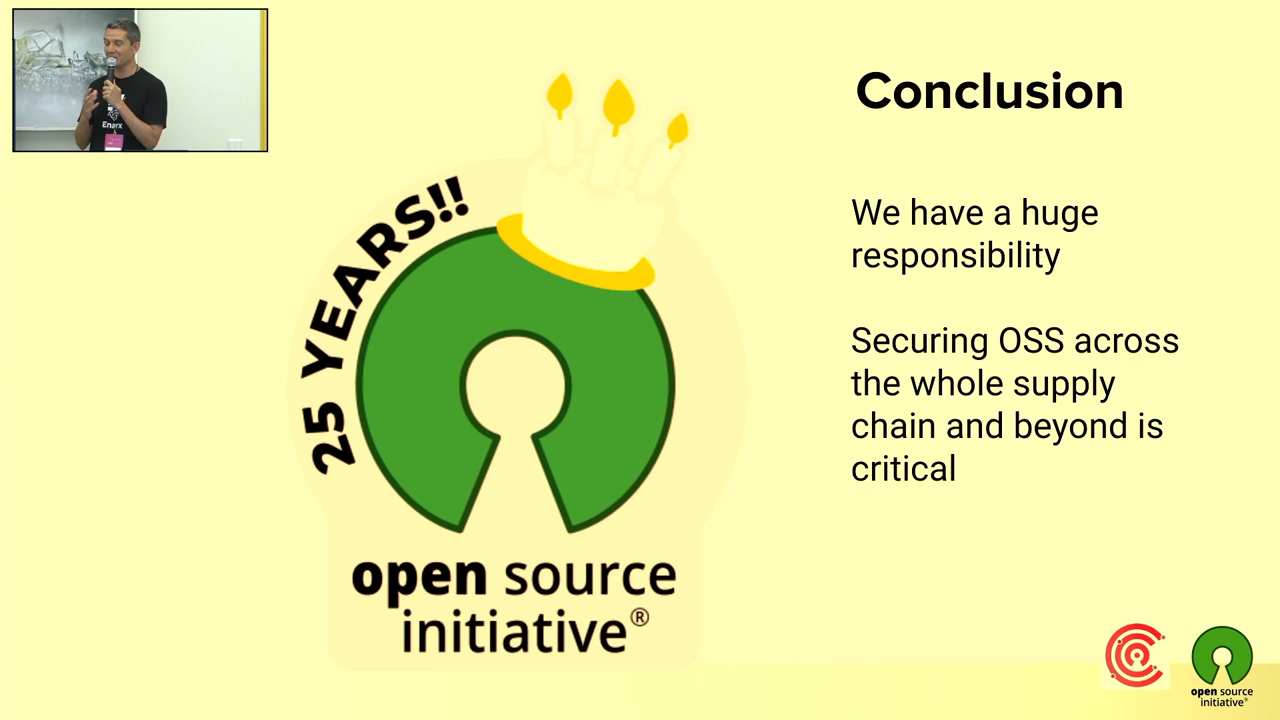 Enarx
25 YEARS!!
open source
initiative®
Conclusion
We have a huge
responsibility
Securing OSS across
the whole supply
chain and beyond is
critical
open source
initiative®